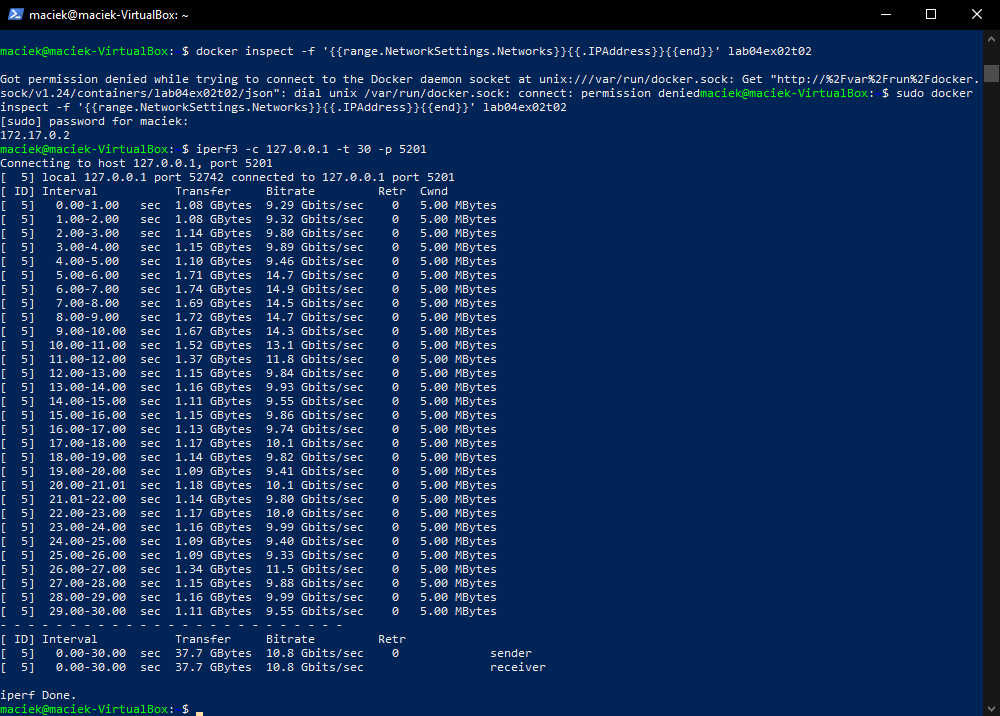 maciek@maciek-VirtualBox: ~
maciek@maciek-VirtualBox: $ docker inspect -f '{{range.NetworkSettings.Networks}}{{.IPAddress}}{{end}}' lab04ex02t02
Got permission denied while trying to connect to the Docker daemon socket at unix:///var/run/docker.sock: Get "http://%2Fvar%2Frun%2Fdocker.
sock/v1.24/containers/lab04ex02t02/json": dial unix /var/run/docker.sock: connect: permission deniedmaciek@maciek-VirtualBox: $ sudo docker
inspect -f '{{range.NetworkSettings.Networks}}{{.IPAddress}}{{end}}' lab04ex02t02
[sudo] password for maciek:
172.17.0.2
maciek@maciek-VirtualBox: $ iperf3 -c 127.0.0.1 -t 30 -p 5201
Connecting to host 127.0.0.1, port 5201
[  5] local 127.0.0.1 port 52742 connected to 127.0.0.1 port 5201
[ ID] Interval           Transfer     Bitrate         Retr  Cwnd
[  5]   0.00-1.00   sec  1.08 GBytes  9.29 Gbits/sec    0   5.00 MBytes
[  5]   1.00-2.00   sec  1.08 GBytes  9.32 Gbits/sec    0   5.00 MBytes
[  5]   2.00-3.00   sec  1.14 GBytes  9.80 Gbits/sec    0   5.00 MBytes
[  5]   3.00-4.00   sec  1.15 GBytes  9.89 Gbits/sec    0   5.00 MBytes
[  5]   4.00-5.00   sec  1.10 GBytes  9.46 Gbits/sec    0   5.00 MBytes
[  5]   5.00-6.00   sec  1.71 GBytes  14.7 Gbits/sec    0   5.00 MBytes
[  5]   6.00-7.00   sec  1.74 GBytes  14.9 Gbits/sec    0   5.00 MBytes
[  5]   7.00-8.00   sec  1.69 GBytes  14.5 Gbits/sec    0   5.00 MBytes
[  5]   8.00-9.00   sec  1.72 GBytes  14.7 Gbits/sec    0   5.00 MBytes
[  5]   9.00-10.00  sec  1.67 GBytes  14.3 Gbits/sec    0   5.00 MBytes
[  5]  10.00-11.00  sec  1.52 GBytes  13.1 Gbits/sec    0   5.00 MBytes
[  5]  11.00-12.00  sec  1.37 GBytes  11.8 Gbits/sec    0   5.00 MBytes
[  5]  12.00-13.00  sec  1.15 GBytes  9.84 Gbits/sec    0   5.00 MBytes
[  5]  13.00-14.00  sec  1.16 GBytes  9.93 Gbits/sec    0   5.00 MBytes
[  5]  14.00-15.00  sec  1.11 GBytes  9.55 Gbits/sec    0   5.00 MBytes
[  5]  15.00-16.00  sec  1.15 GBytes  9.86 Gbits/sec    0   5.00 MBytes
[  5]  16.00-17.00  sec  1.13 GBytes  9.74 Gbits/sec    0   5.00 MBytes
[  5]  17.00-18.00  sec  1.17 GBytes  10.1 Gbits/sec    0   5.00 MBytes
[  5]  18.00-19.00  sec  1.14 GBytes  9.82 Gbits/sec    0   5.00 MBytes
[  5]  19.00-20.00  sec  1.09 GBytes  9.41 Gbits/sec    0   5.00 MBytes
[  5]  20.00-21.01  sec  1.18 GBytes  10.1 Gbits/sec    0   5.00 MBytes
[  5]  21.01-22.00  sec  1.14 GBytes  9.80 Gbits/sec    0   5.00 MBytes
[  5]  22.00-23.00  sec  1.17 GBytes  10.0 Gbits/sec    0   5.00 MBytes
[  5]  23.00-24.00  sec  1.16 GBytes  9.99 Gbits/sec    0   5.00 MBytes
[  5]  24.00-25.00  sec  1.09 GBytes  9.40 Gbits/sec    0   5.00 MBytes
[  5]  25.00-26.00  sec  1.09 GBytes  9.33 Gbits/sec    0   5.00 MBytes
[  5]  26.00-27.00  sec  1.34 GBytes  11.5 Gbits/sec    0   5.00 MBytes
[  5]  27.00-28.00  sec  1.15 GBytes  9.88 Gbits/sec    0   5.00 MBytes
[  5]  28.00-29.00  sec  1.16 GBytes  9.99 Gbits/sec    0   5.00 MBytes
[  5]  29.00-30.00  sec  1.11 GBytes  9.55 Gbits/sec    0   5.00 MBytes
- - - - - - - - - - - - - - - - - - - - - - - - -
[ ID] Interval           Transfer     Bitrate         Retr
[  5]   0.00-30.00  sec  37.7 GBytes  10.8 Gbits/sec    0             sender
[  5]   0.00-30.00  sec  37.7 GBytes  10.8 Gbits/sec                  receiver
iperf Done.
maciek@maciek-VirtualBox: $